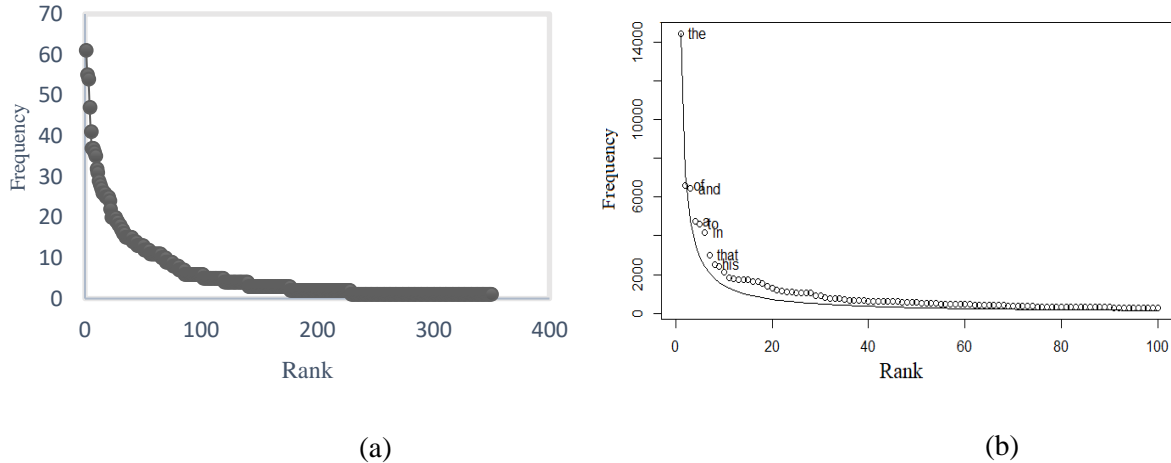 70
60
50
40
30
20
10
0
Frequency
0 100 200 300 400
Rank
(a)
14000
10000
6000
2000
0
Frequency
the
of
and
a
to
in
that
his
0 20 40 60 80 100
Rank
(b)